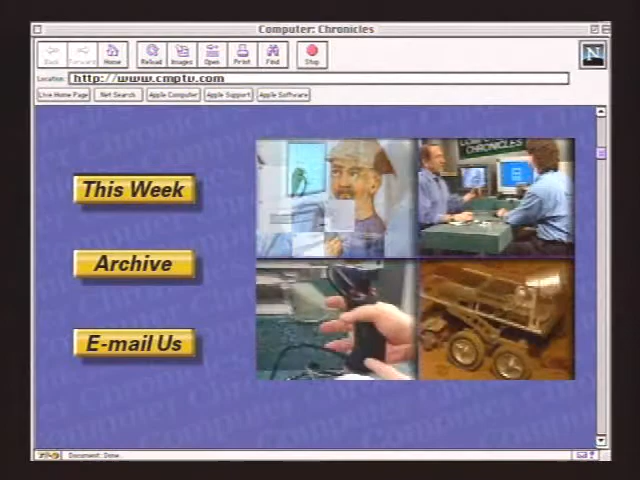 Computer: Chronicles
Back Forward Home Reload Images Open Print Find Stop
N
Location: http://www.cmptv.com
Live Home Page Net Search Apple Computer Apple Support Apple Software
This Week
CHRONICLES
Archive
E-mail Us
Document: Done.